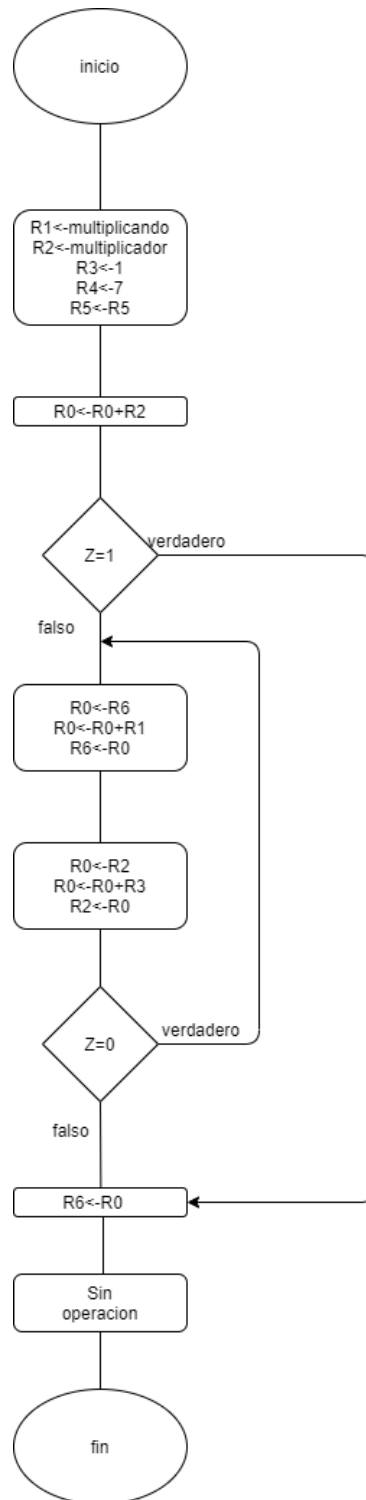 inicio
R1<-multiplicando
R2<-multiplicador
R3<-1
R4<-7
R5<-R5
R0<-R0+R2
Z=1
verdadero
falso
R0<-R6
R0<-R0+R1
R6<-R0
R0<-R2
R0<-R0+R3
R2<-R0
Z=0
verdadero
falso
R6<-R0
Sin
operacion
fin